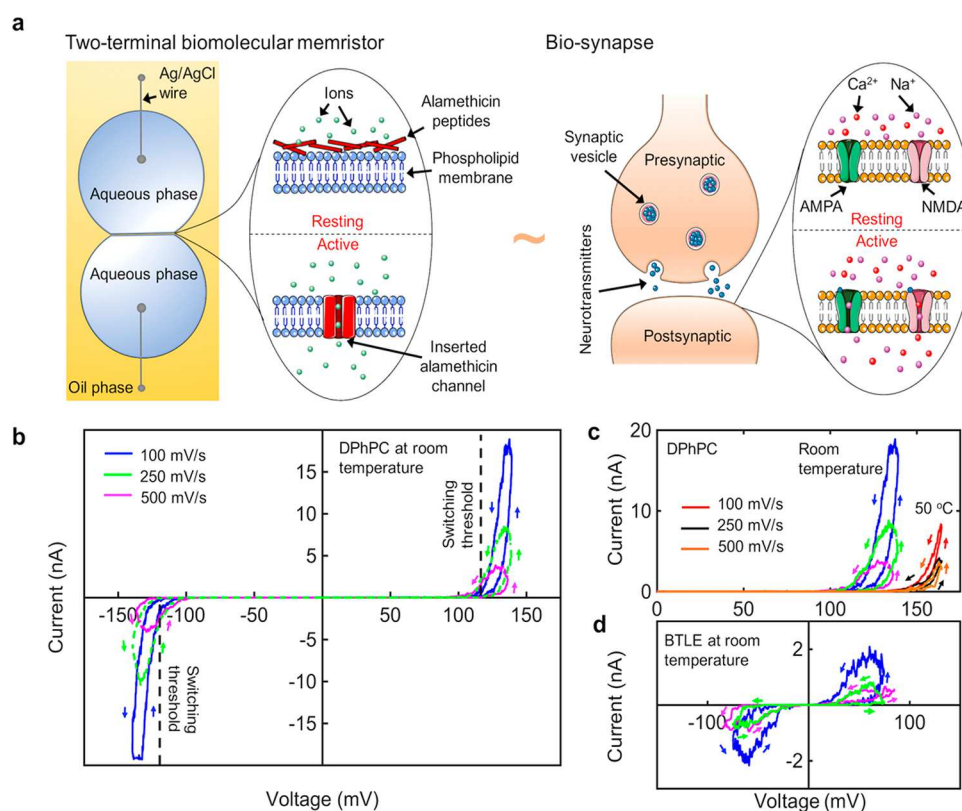 a
Two-terminal biomolecular memristor
Bio-synapse
Ag/AgCl
wire
Aqueous phase
Aqueous phase
Oil phase
Ions
Alamethicin
peptides
Phospholipid
membrane
Resting
Active
Inserted
alamethicin
channel
~
Synaptic
vesicle
Presynaptic
Neurotransmitters
Postsynaptic
Ca²⁺
Na⁺
AMPA
NMDA
Resting
Active
b
DPhPC at room
temperature
100 mV/s
250 mV/s
500 mV/s
Switching
threshold
Switching
threshold
Current (nA)
15
10
5
0
-5
-10
-15
-150
-100
-50
0
50
100
150
Voltage (mV)
c
DPhPC
Room
temperature
50 °C
100 mV/s
250 mV/s
500 mV/s
Current (nA)
20
10
0
0
50
100
150
d
BTLE at room
temperature
Current (nA)
2
-2
-100
100
Voltage (mV)